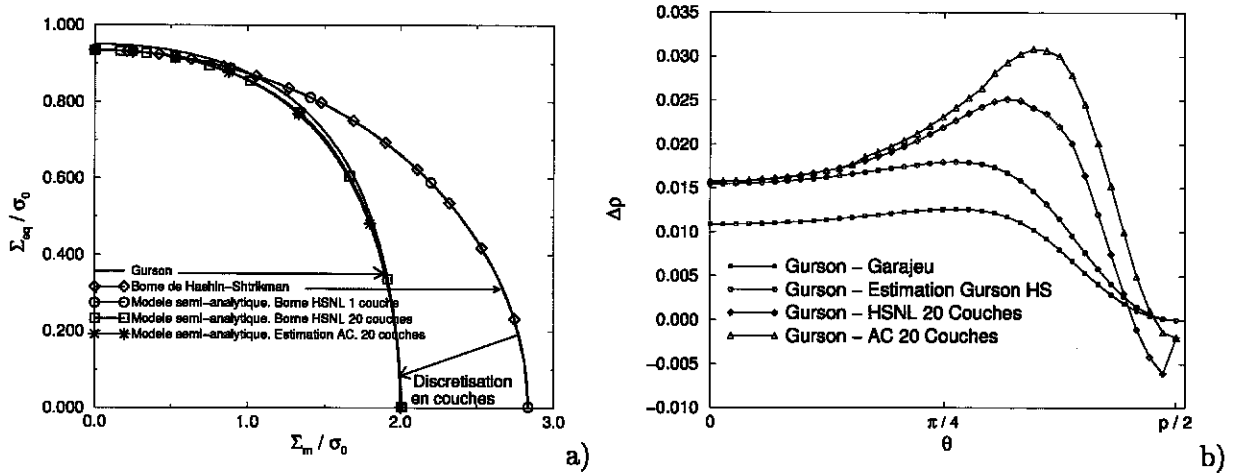 1.000
0.800
0.600
0.400
0.200
0.000
Σeq / σ0
Gursson
Borne de Hashin-Shtrikman
Modele semi-analytique. Borne HSNL 1 couche
Modele semi-analytique. Borne HSNL 20 couches
Modele semi-analytique. Estimation AC. 20 couches
Discretisation
en couches
0.0
1.0
2.0
3.0
Σm / σ0
a)
0.035
0.030
0.025
0.020
0.015
0.010
0.005
0.000
−0.005
−0.010
Δρ
Gurson − Garajeu
Gurson − Estimation Gurson HS
Gurson − HSNL 20 Couches
Gurson − AC 20 Couches
0
π / 4
p / 2
θ
b)